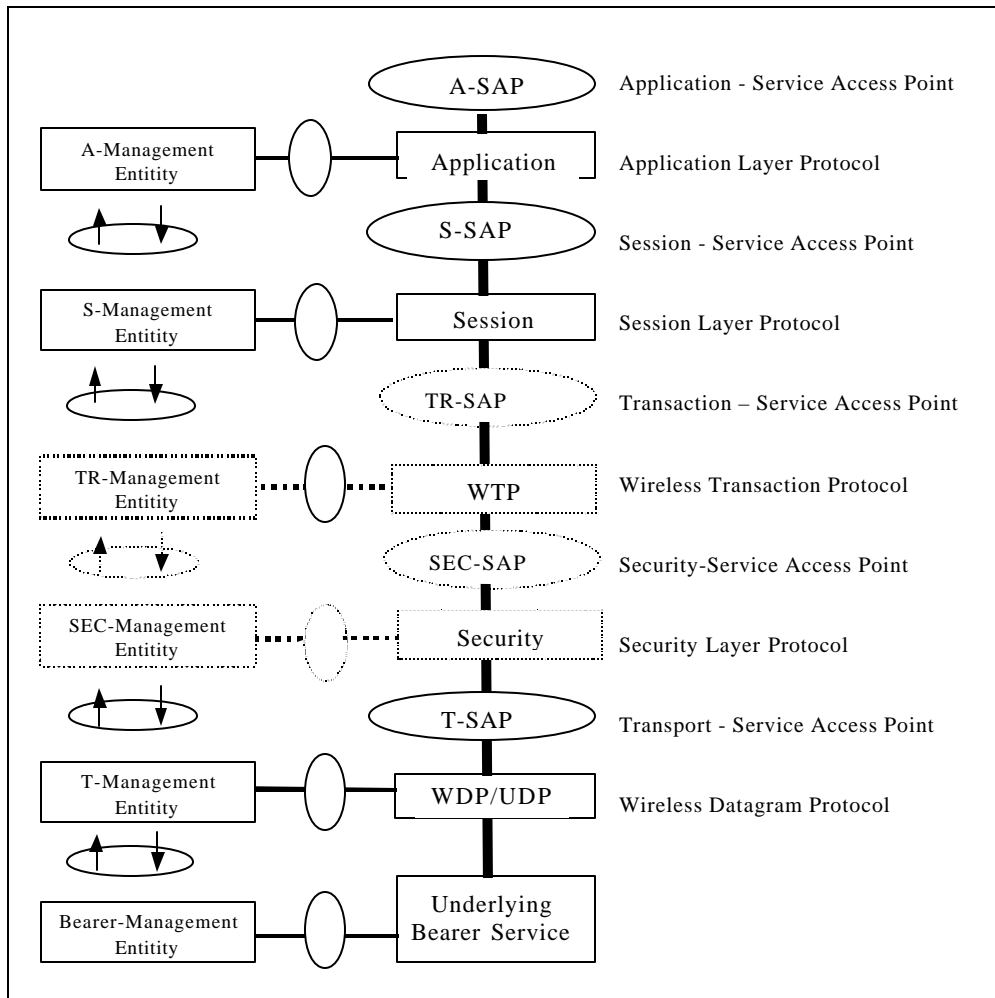 A-SAP
Application - Service Access Point
A-Management
Entitity
Application
Application Layer Protocol
S-SAP
Session - Service Access Point
S-Management
Entitity
Session
Session Layer Protocol
TR-SAP
Transaction – Service Access Point
TR-Management
Entitity
WTP
Wireless Transaction Protocol
SEC-SAP
Security-Service Access Point
SEC-Management
Entitity
Security
Security Layer Protocol
T-SAP
Transport - Service Access Point
T-Management
Entitity
WDP/UDP
Wireless Datagram Protocol
Bearer-Management
Entitity
Underlying
Bearer Service